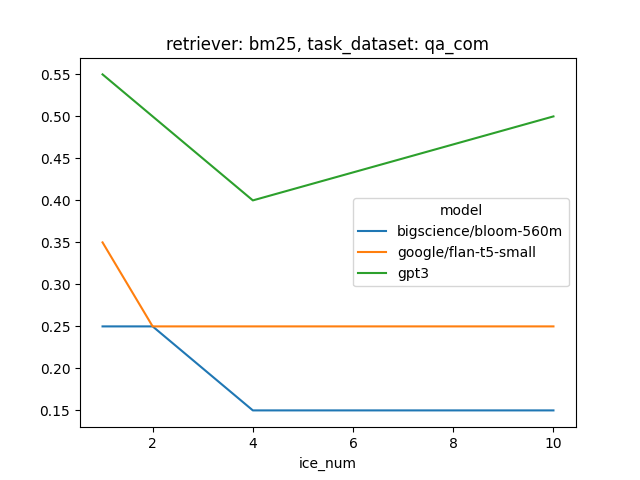 retriever: bm25, task_dataset: qa_com
0.55
0.50
0.45
0.40
0.35
0.30
0.25
0.20
0.15
model
bigscience/bloom-560m
google/flan-t5-small
gpt3
2 4 6 8 10
ice_num